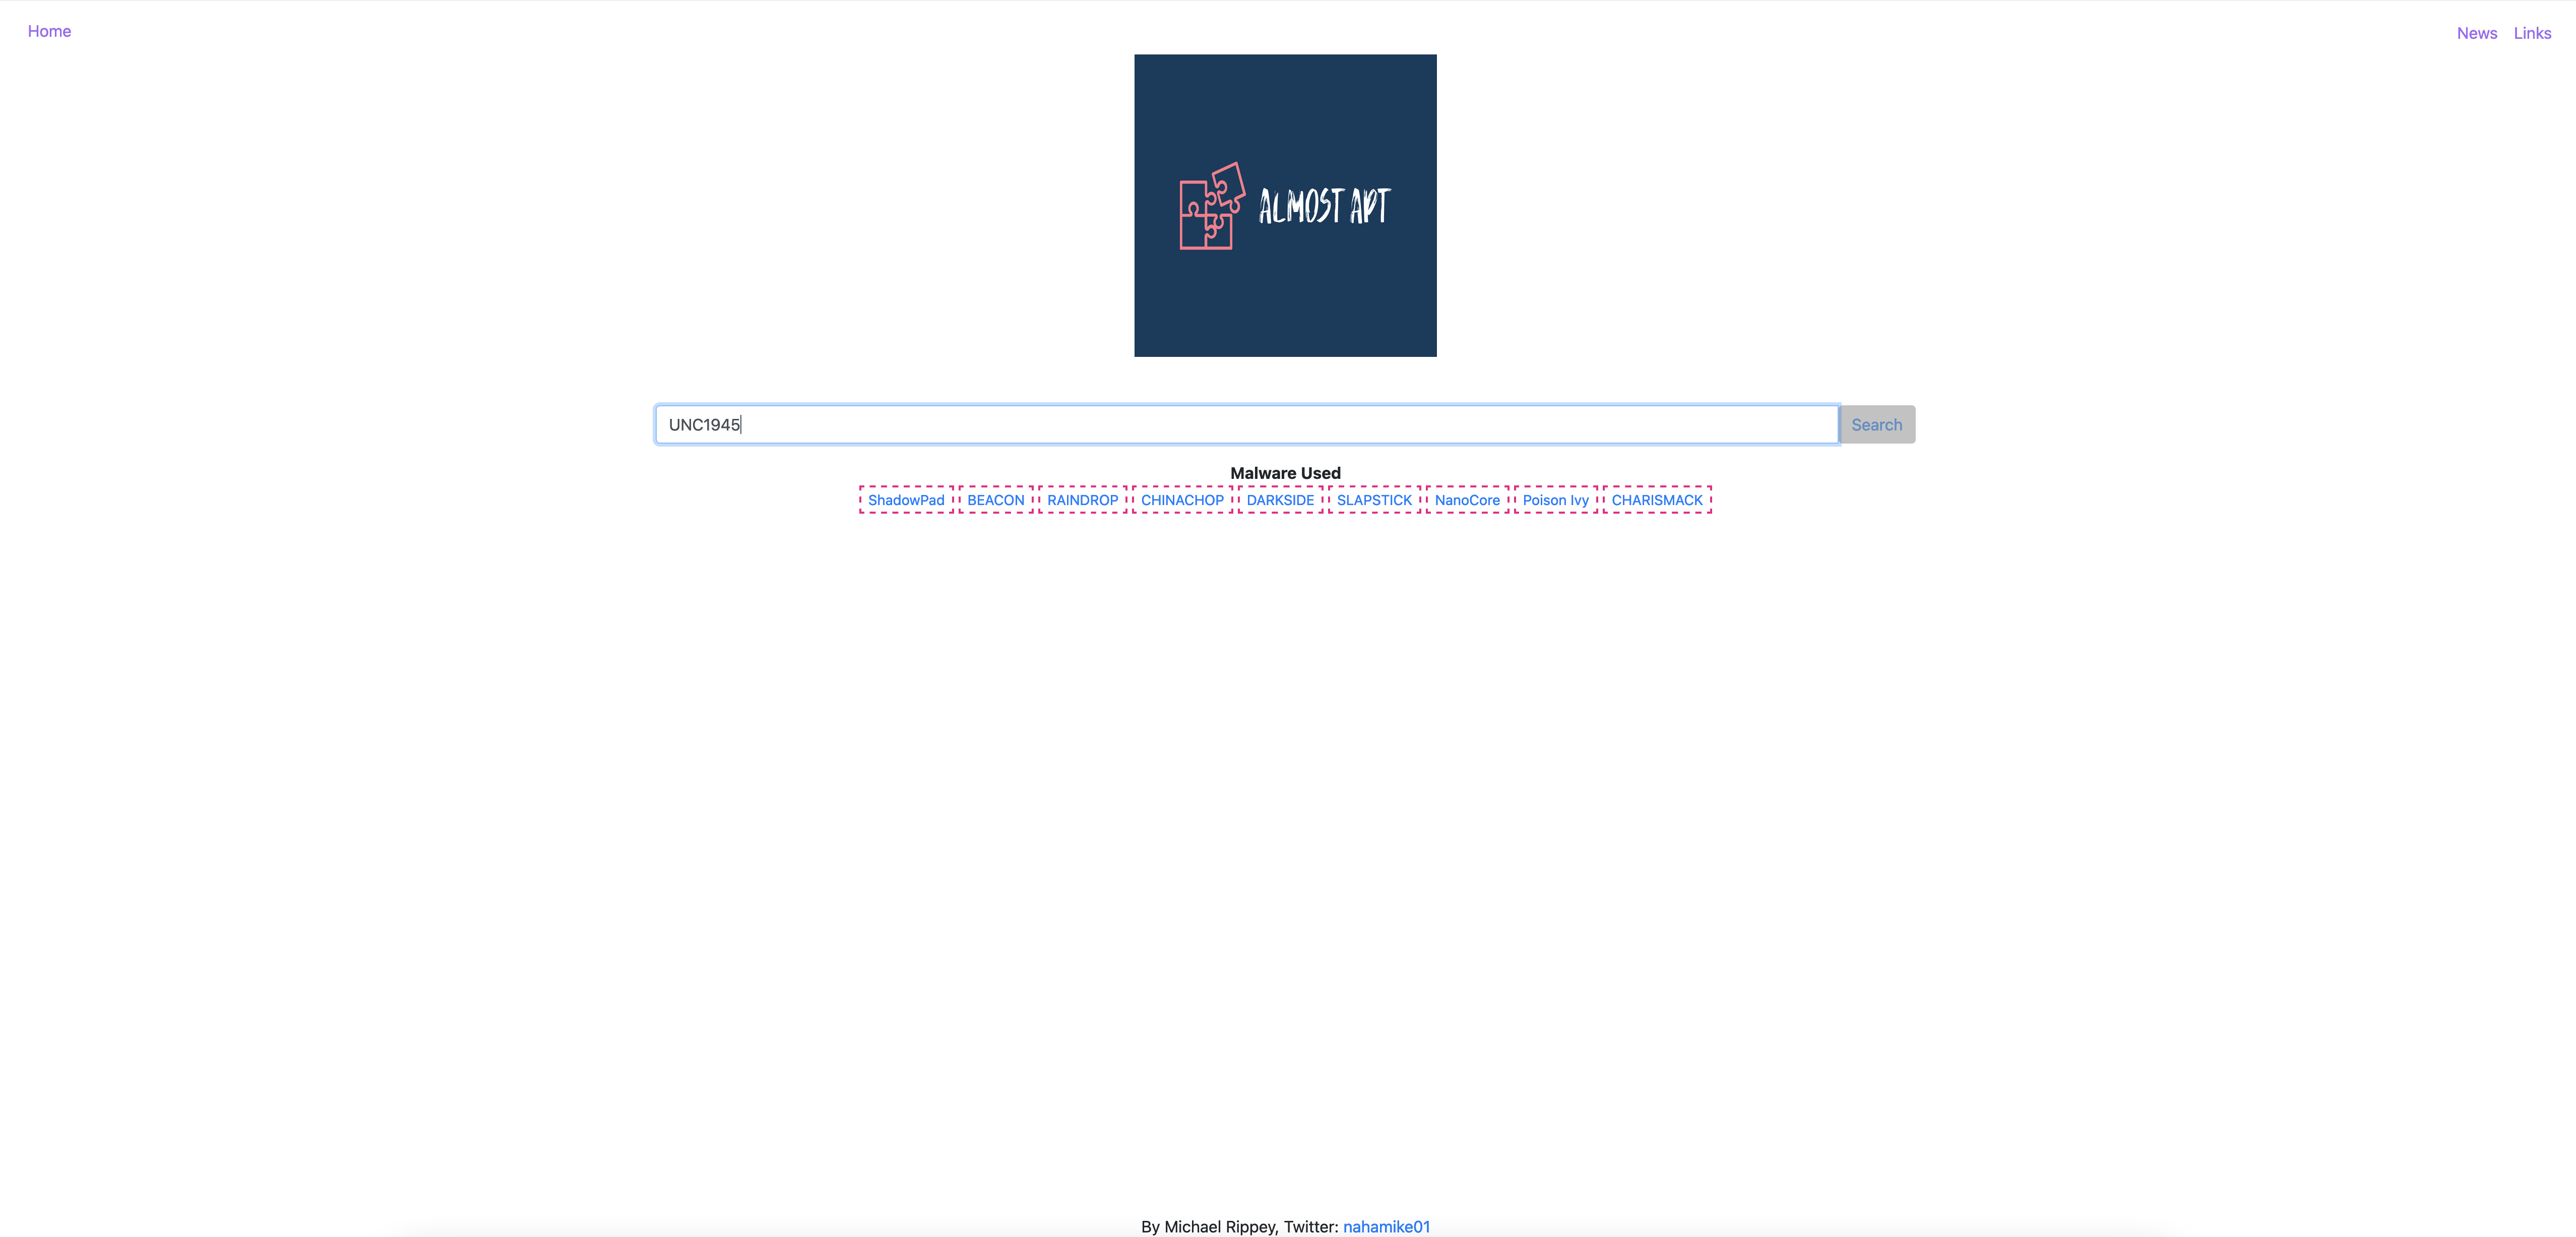 Home News Links
ALMOST APT
UNC1945 Search
Malware Used
ShadowPad BEACON RAINDROP CHINACHOP DARKSIDE SLAPSTICK NanoCore Poison Ivy CHARISMACK
By Michael Rippey, Twitter: nahamike01